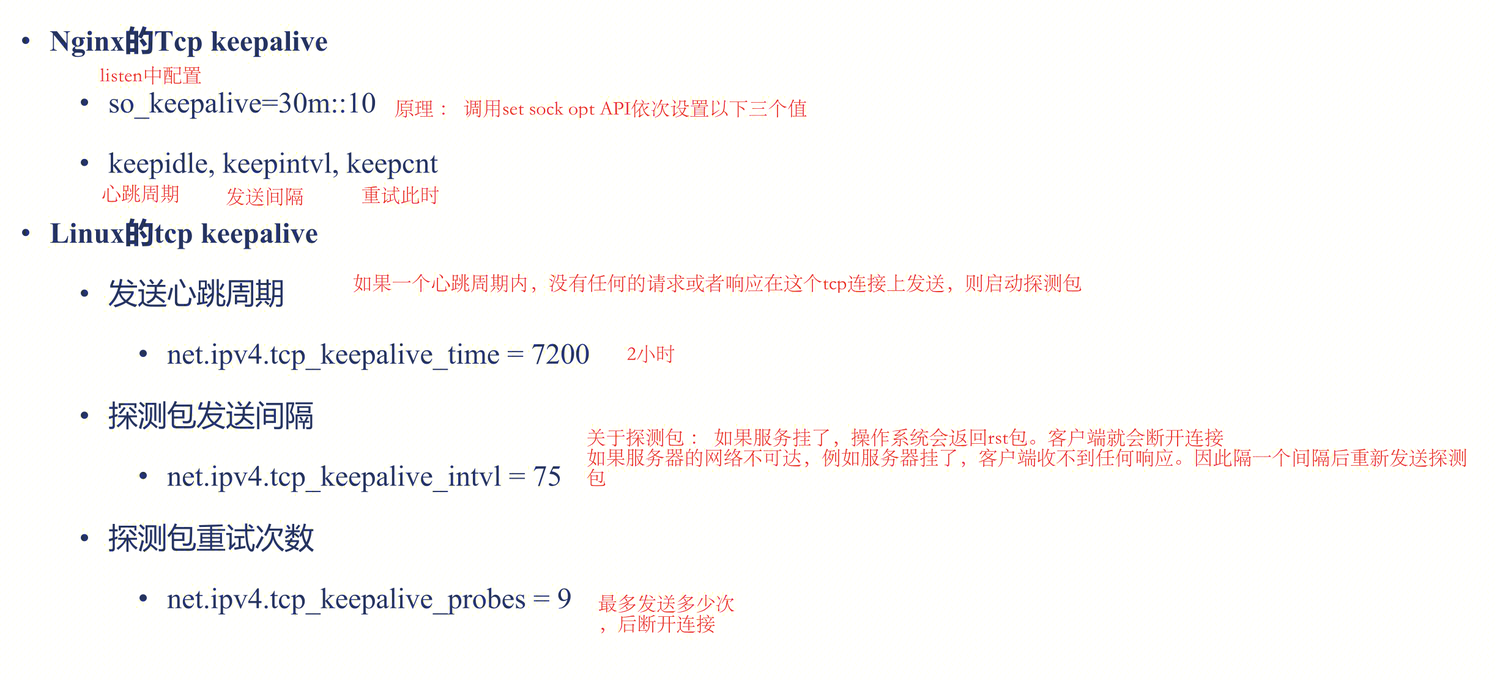 Nginx的Tcp keepalive
listen中配置
so_keepalive=30m::10 原理： 调用set sock opt API依次设置以下三个值
keepidle, keepintvl, keepcnt
心跳周期 发送间隔 重试此时
Linux的tcp keepalive
发送心跳周期 如果一个心跳周期内，没有任何的请求或者响应在这个tcp连接上发送，则启动探测包
net.ipv4.tcp_keepalive_time = 7200 2小时
探测包发送间隔
关于探测包： 如果服务挂了，操作系统会返回rst包。客户端就会断开连接
如果服务器的网络不可达，例如服务器挂了，客户端收不到任何响应。因此隔一个间隔后重新发送探测
net.ipv4.tcp_keepalive_intvl = 75 包
探测包重试次数
net.ipv4.tcp_keepalive_probes = 9 最多发送多少次
，后断开连接